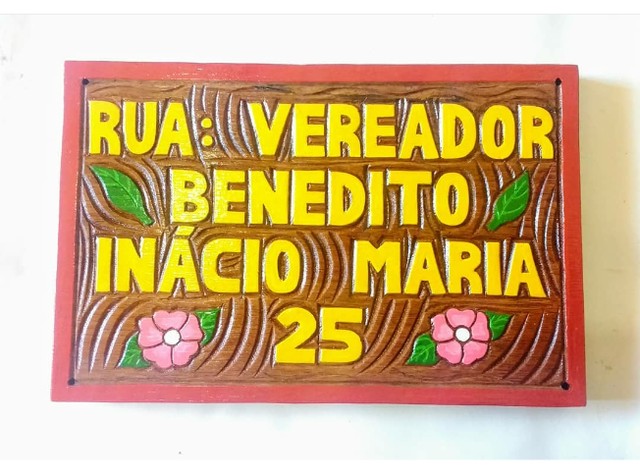 RUA: VEREADOR
BENEDITO
INÁCIO MARIA
25